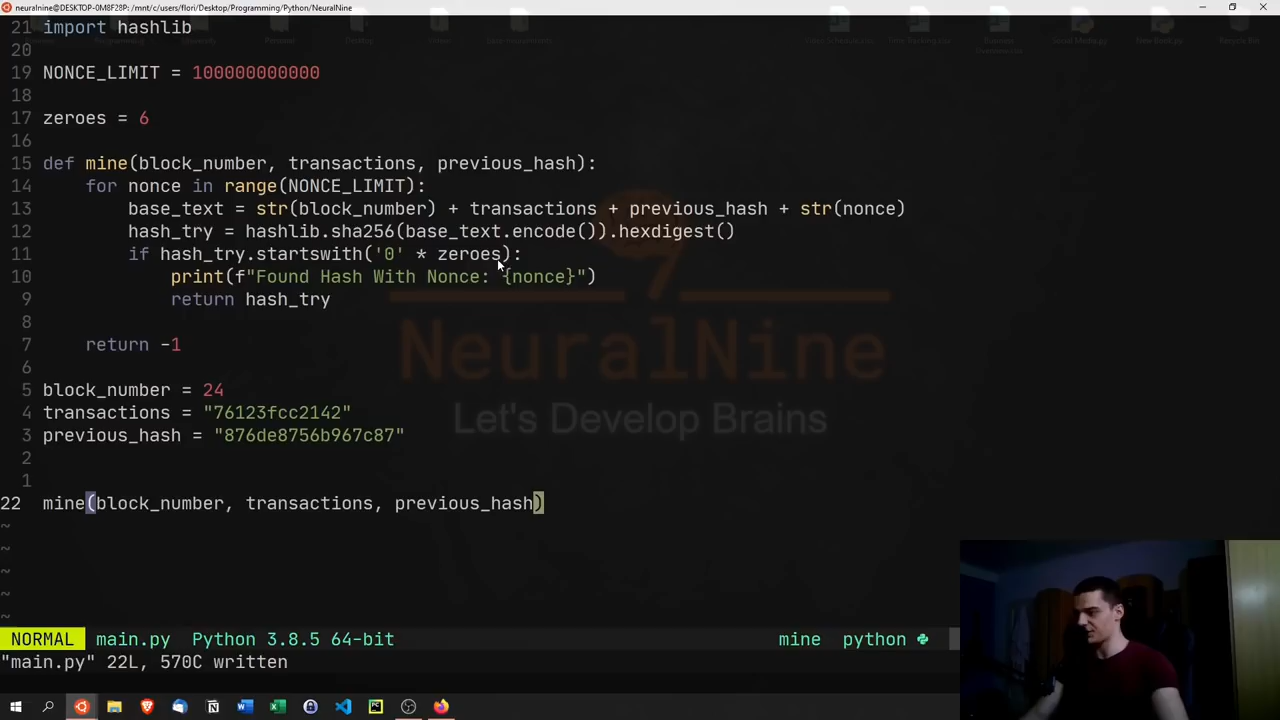 neuralnine@DESKTOP-0M8F28P: /mnt/c/users/flori/Desktop/Programming/Python/NeuralNine
21 import hashlib
20
19 NONCE_LIMIT = 100000000000
18
17 zeroes = 6
16
15 def mine(block_number, transactions, previous_hash):
14     for nonce in range(NONCE_LIMIT):
13         base_text = str(block_number) + transactions + previous_hash + str(nonce)
12         hash_try = hashlib.sha256(base_text.encode()).hexdigest()
11         if hash_try.startswith('0' * zeroes):
10             print(f"Found Hash With Nonce: {nonce}")
9             return hash_try
8
7     return -1
6
5 block_number = 24
4 transactions = "76123fcc2142"
3 previous_hash = "876de8756b967c87"
2
1
22 mine(block_number, transactions, previous_hash)
~
~
~
~
~
NeuralNine
Let's Develop Brains
NORMAL main.py Python 3.8.5 64-bit mine python
"main.py" 22L, 570C written